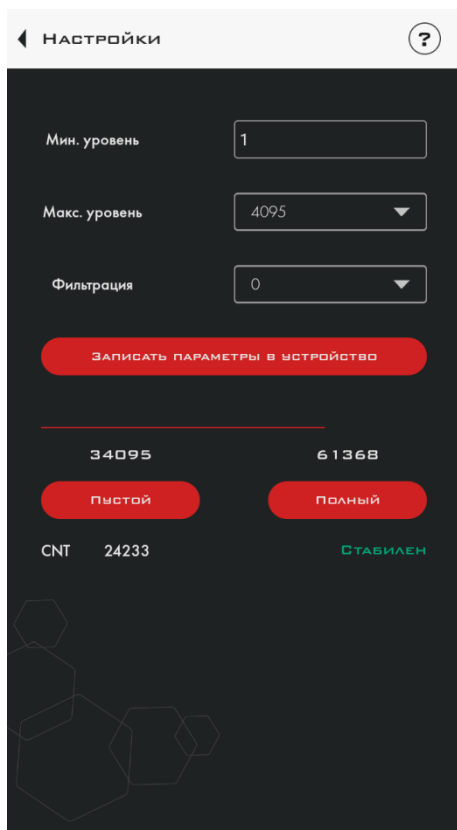 Настройки ?
Мин. уровень 1
Макс. уровень 4095
Фильтрация 0
Записать параметры в устройство
34095 61368
Пустой Полный
CNT 24233 Стабилен